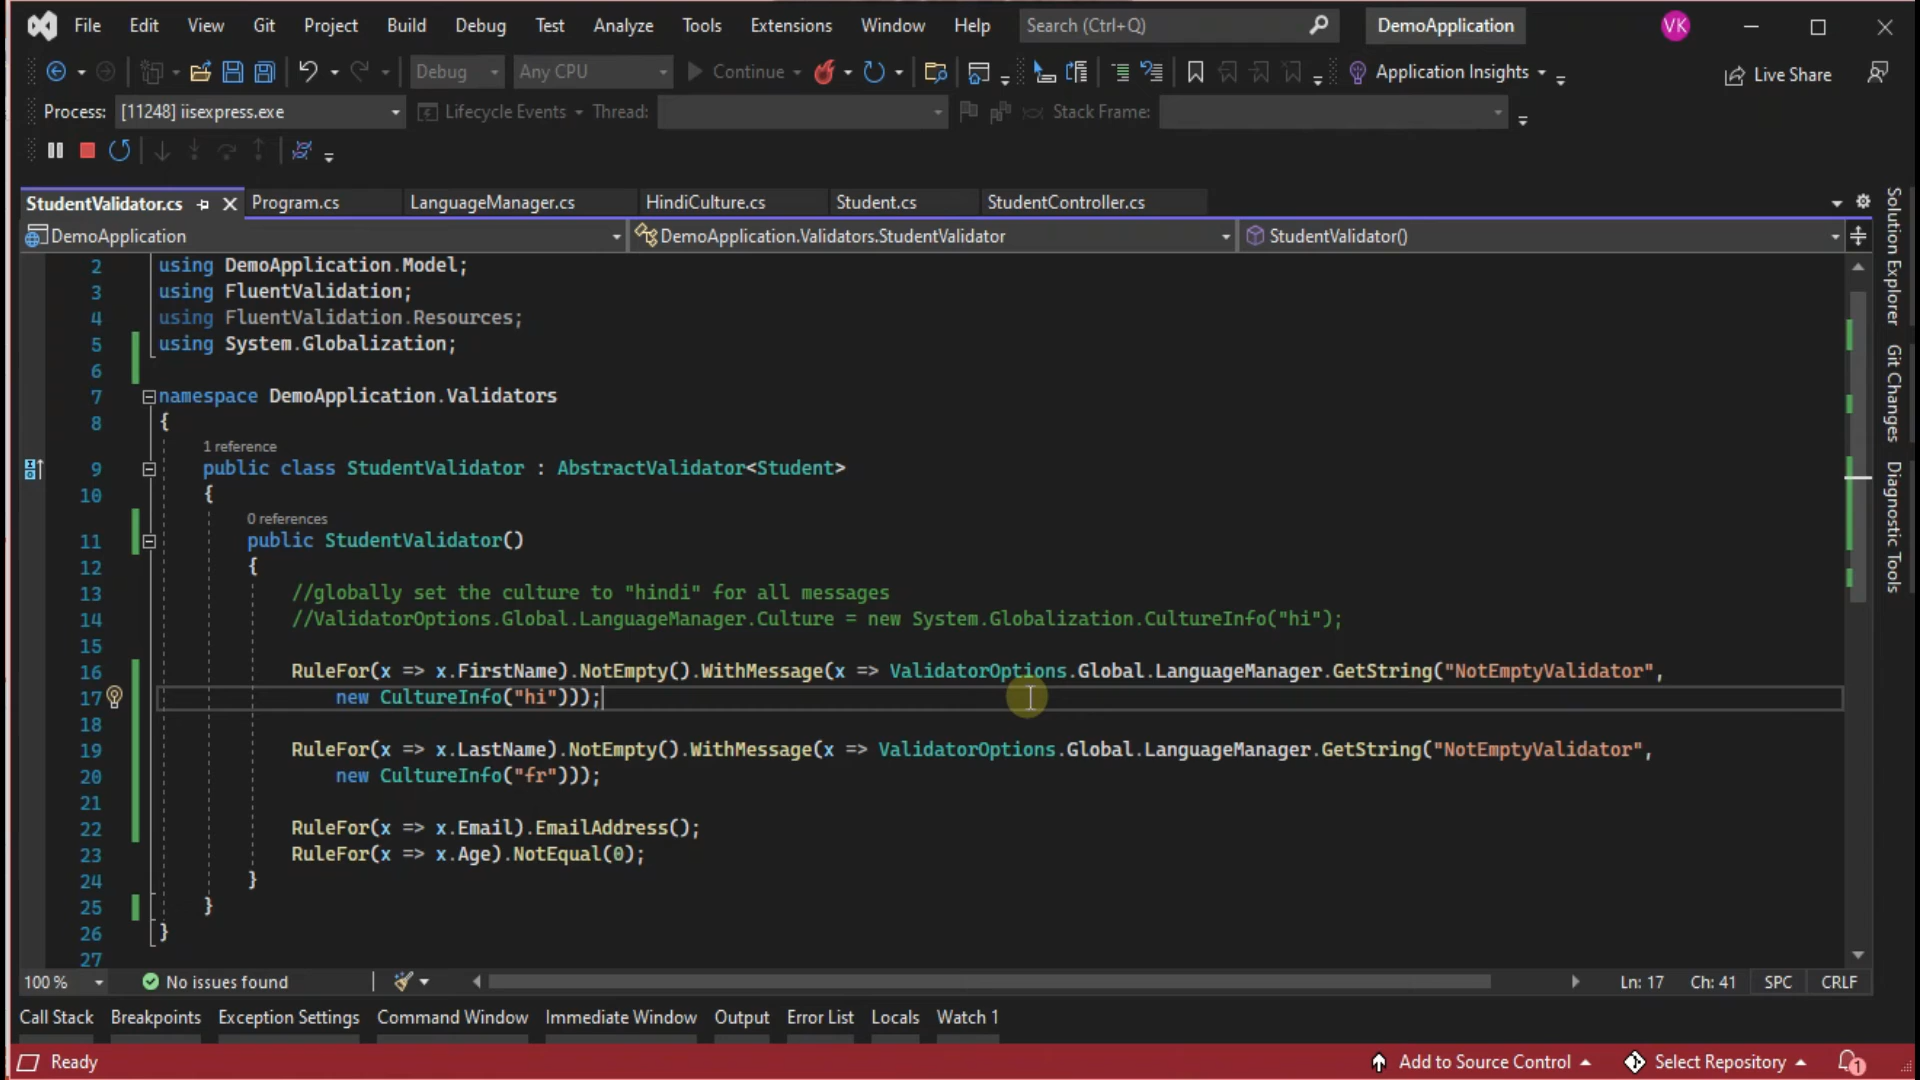 File Edit View Git Project Build Debug Test Analyze Tools Extensions Window Help Search (Ctrl+Q) DemoApplication VK
Debug Any CPU Continue Application Insights Live Share
Process: [11248] iisexpress.exe Lifecycle Events Thread: Stack Frame:
StudentValidator.cs Program.cs LanguageManager.cs HindiCulture.cs Student.cs StudentController.cs
DemoApplication DemoApplication.Validators.StudentValidator StudentValidator()
2 using DemoApplication.Model;
3 using FluentValidation;
4 using FluentValidation.Resources;
5 using System.Globalization;
6
7 namespace DemoApplication.Validators
8 {
1 reference
9 public class StudentValidator : AbstractValidator<Student>
10 {
0 references
11 public StudentValidator()
12 {
13 //globally set the culture to "hindi" for all messages
14 //ValidatorOptions.Global.LanguageManager.Culture = new System.Globalization.CultureInfo("hi");
15
16 RuleFor(x => x.FirstName).NotEmpty().WithMessage(x => ValidatorOptions.Global.LanguageManager.GetString("NotEmptyValidator",
17 new CultureInfo("hi")));
18
19 RuleFor(x => x.LastName).NotEmpty().WithMessage(x => ValidatorOptions.Global.LanguageManager.GetString("NotEmptyValidator",
20 new CultureInfo("fr")));
21
22 RuleFor(x => x.Email).EmailAddress();
23 RuleFor(x => x.Age).NotEqual(0);
24 }
25 }
26 }
27
Solution Explorer
Git Changes
Diagnostic Tools
100 % No issues found Ln: 17 Ch: 41 SPC CRLF
Call Stack Breakpoints Exception Settings Command Window Immediate Window Output Error List Locals Watch 1
Ready Add to Source Control Select Repository 1